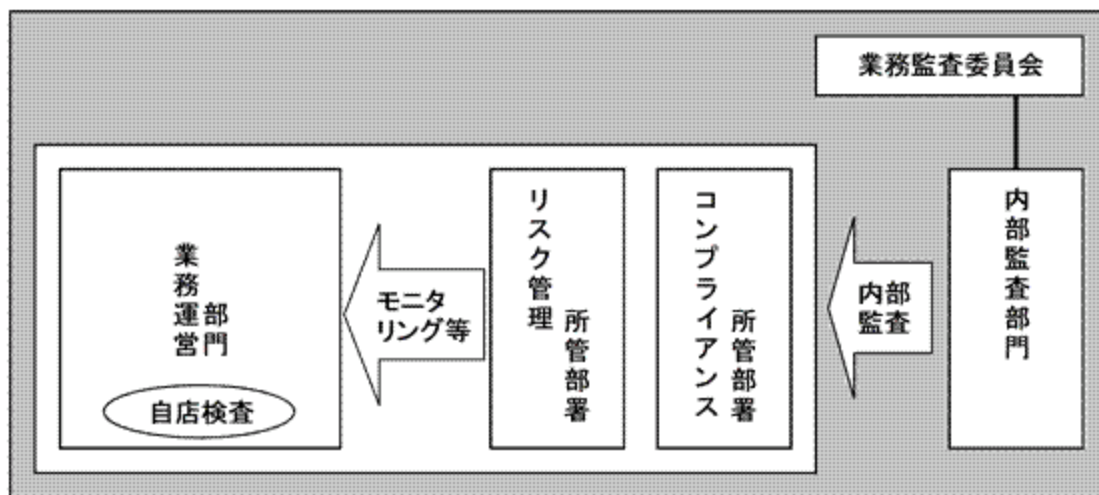 業務監査委員会
業務運営
部門
自店検査
モニタ
リング等
リスク管理
所管部署
コンプライアンス
所管部署
内部
監査
内部監査部門